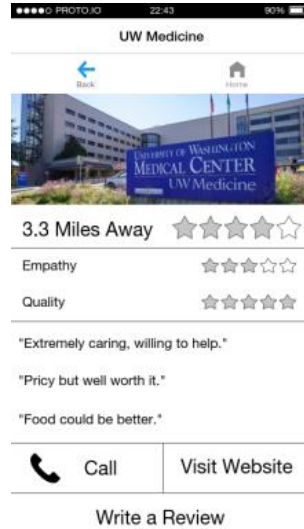 PROTO.IO 22:43 90%
UW Medicine
Back Home
UNIVERSITY OF WASHINGTON
MEDICAL CENTER
UW Medicine
3.3 Miles Away
Empathy
Quality
"Extremely caring, willing to help."
"Pricy but well worth it."
"Food could be better."
Call Visit Website
Write a Review